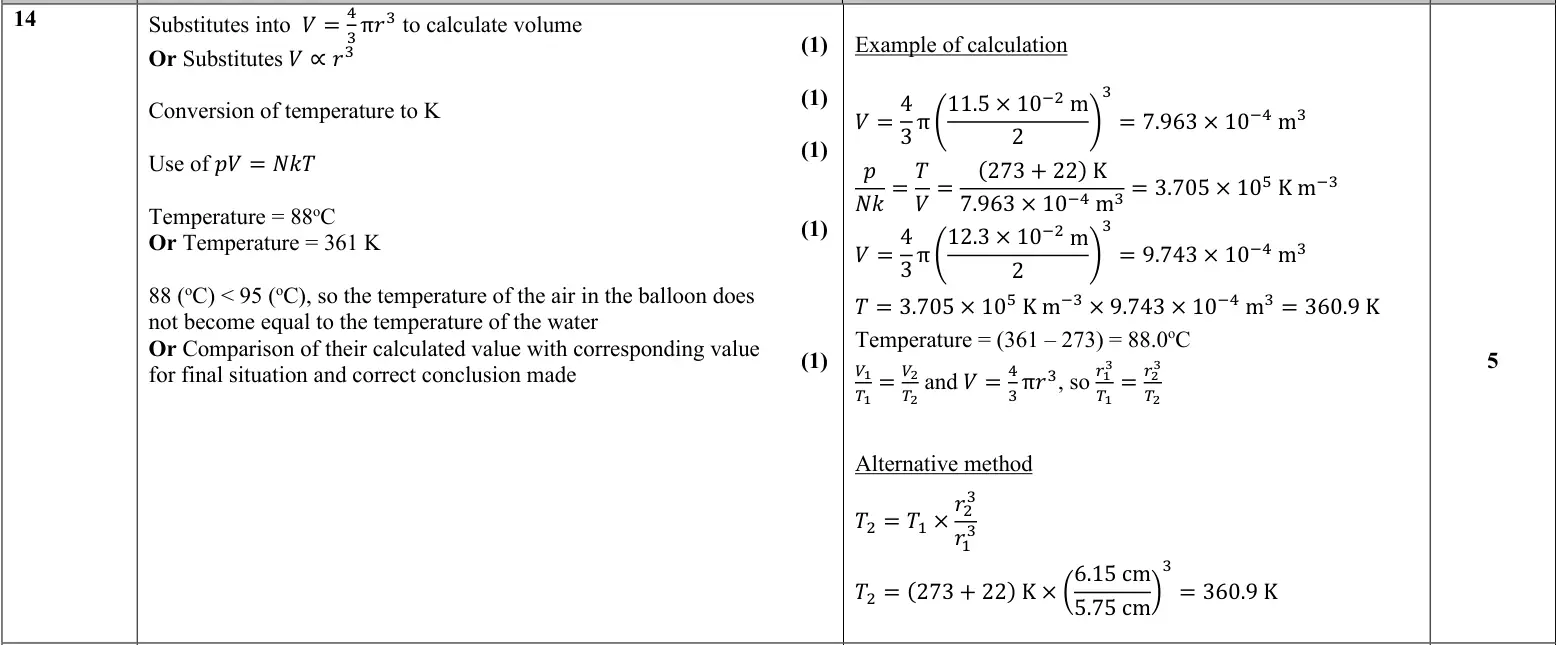 14
Substitutes into V = 4/3 πr³ to calculate volume
Or Substitutes V ∝ r³
(1)
Conversion of temperature to K
(1)
Use of pV = NkT
(1)
Temperature = 88°C
Or Temperature = 361 K
(1)
88 (°C) < 95 (°C), so the temperature of the air in the balloon does
not become equal to the temperature of the water
Or Comparison of their calculated value with corresponding value
for final situation and correct conclusion made
(1)
Example of calculation
V = 4/3 π (11.5 × 10⁻² m / 2)³ = 7.963 × 10⁻⁴ m³
p/Nk = T/V = (273 + 22) K / 7.963 × 10⁻⁴ m³ = 3.705 × 10⁵ K m⁻³
V = 4/3 π (12.3 × 10⁻² m / 2)³ = 9.743 × 10⁻⁴ m³
T = 3.705 × 10⁵ K m⁻³ × 9.743 × 10⁻⁴ m³ = 360.9 K
Temperature = (361 – 273) = 88.0°C
V₁/T₁ = V₂/T₂ and V = 4/3 πr³, so r₁³/T₁ = r₂³/T₂
Alternative method
T₂ = T₁ × r₂³/r₁³
T₂ = (273 + 22) K × (6.15 cm / 5.75 cm)³ = 360.9 K
5